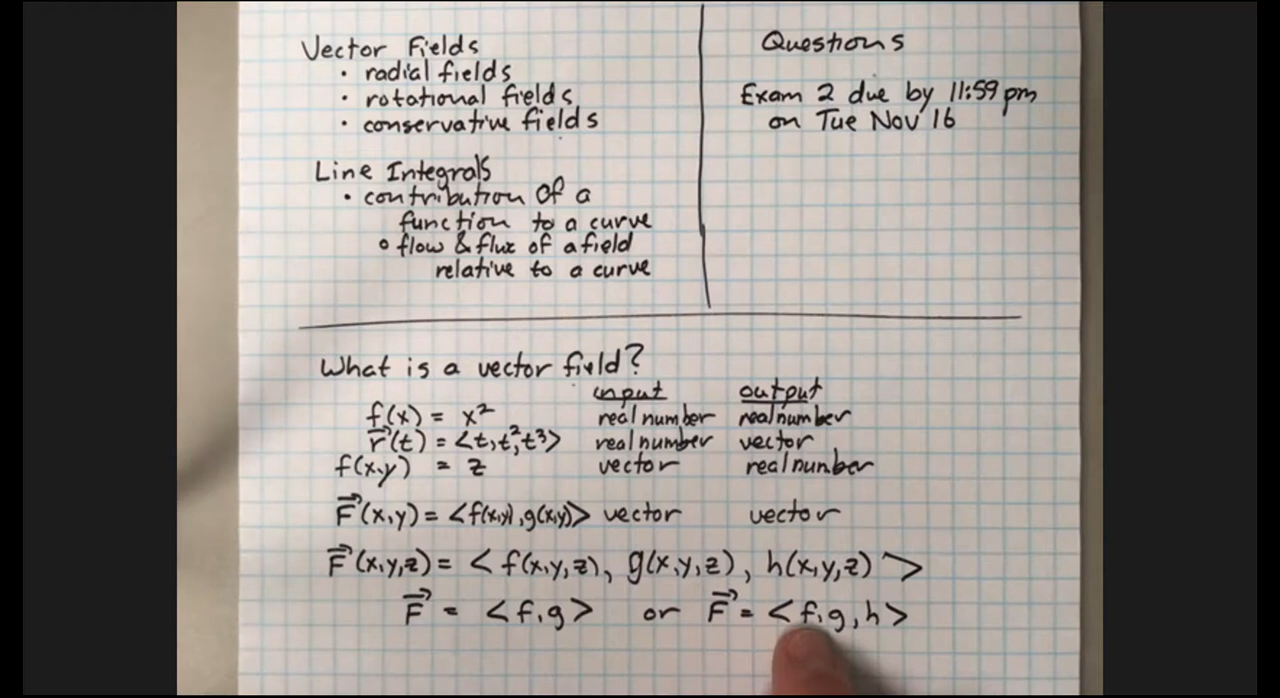 Vector Fields
• radial fields
• rotational fields
• conservative fields
Line Integrals
• contribution of a
function to a curve
• flow & flux of a field
relative to a curve
Questions
Exam 2 due by 11:59 pm
on Tue Nov 16
What is a vector field?
input output
f(x) = x² real number real number
r⃗(t) = <t, t², t³> real number vector
f(x,y) = z vector real number
F⃗(x,y) = <f(x,y), g(x,y)> vector vector
F⃗(x,y,z) = <f(x,y,z), g(x,y,z), h(x,y,z)>
F⃗ = <f,g> or F⃗ = <f,g,h>